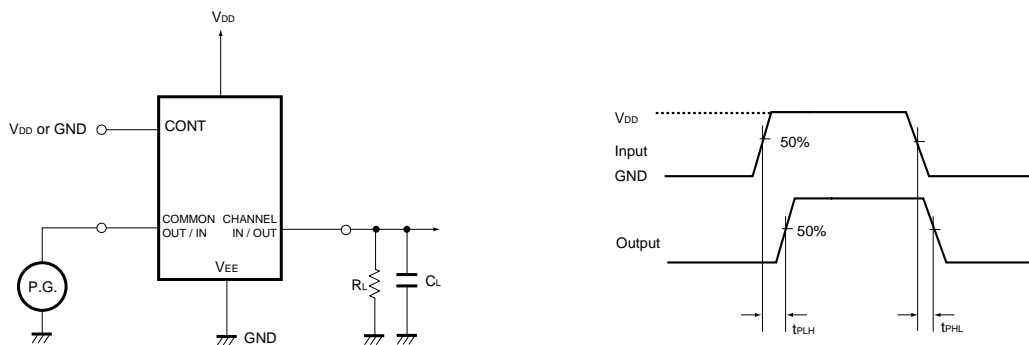 VDD
VDD or GND
CONT
COMMON
OUT / IN
CHANNEL
IN / OUT
VEE
P.G.
RL
CL
GND
VDD
50%
Input
GND
50%
Output
tPLH
tPHL